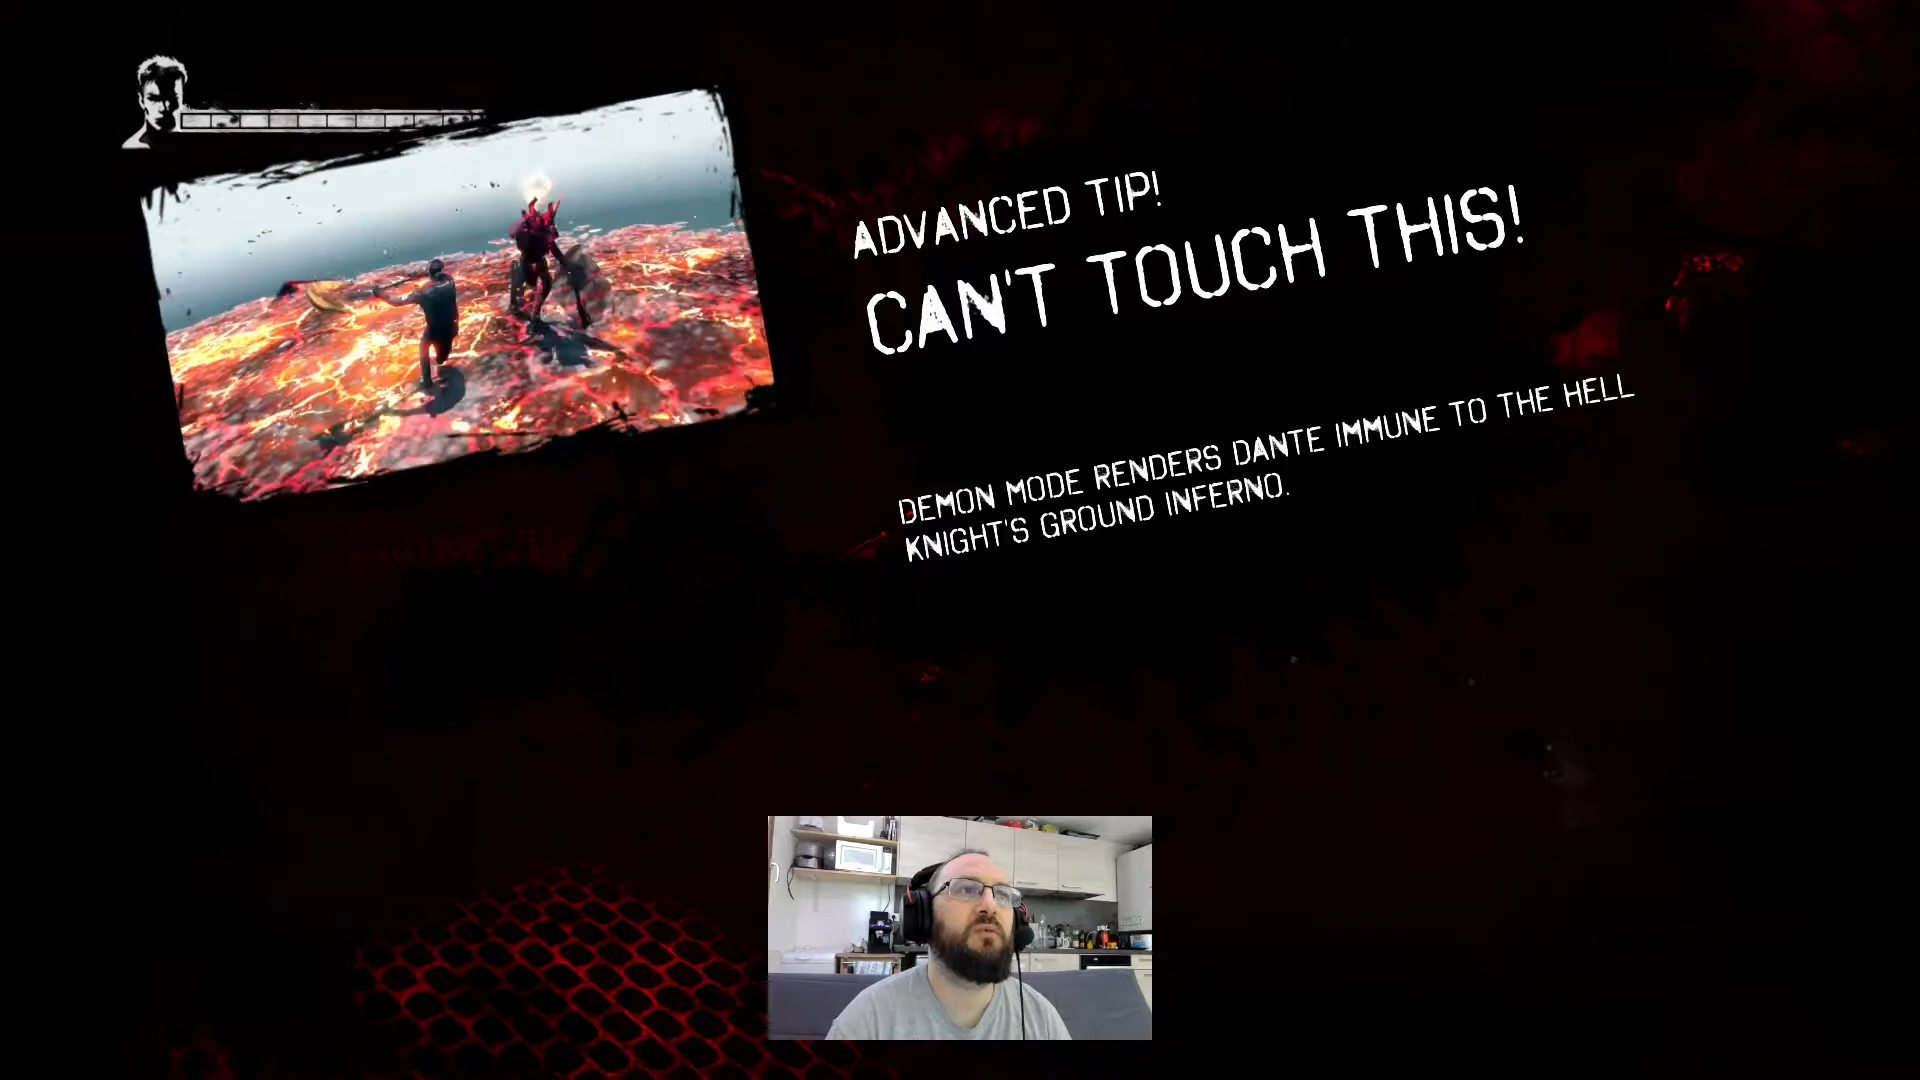 ADVANCED TIP!
CAN'T TOUCH THIS!
DEMON MODE RENDERS DANTE IMMUNE TO THE HELL
KNIGHT'S GROUND INFERNO.